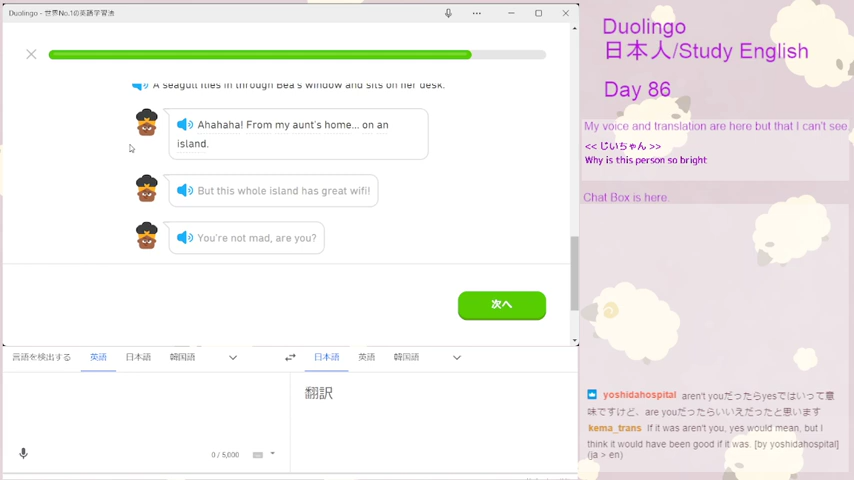 Duolingo - 世界No.1の英語学習法
A seagull flies in through Bea's window and sits on her desk.
Ahahaha! From my aunt's home... on an
island.
But this whole island has great wifi!
You're not mad, are you?
次へ
言語を検出する 英語 日本語 韓国語
日本語 英語 韓国語
翻訳
0 / 5,000
Duolingo
日本人/Study English
Day 86
My voice and translation are here but that I can't see
<< じいちゃん >>
Why is this person so bright
Chat Box is here.
yoshidahospital aren't youだったらyesではいって意
味ですけど、are youだったらいいえだったと思います
kema_trans If it was aren't you, yes would mean, but I
think it would have been good if it was. [by yoshidahospital]
(ja > en)